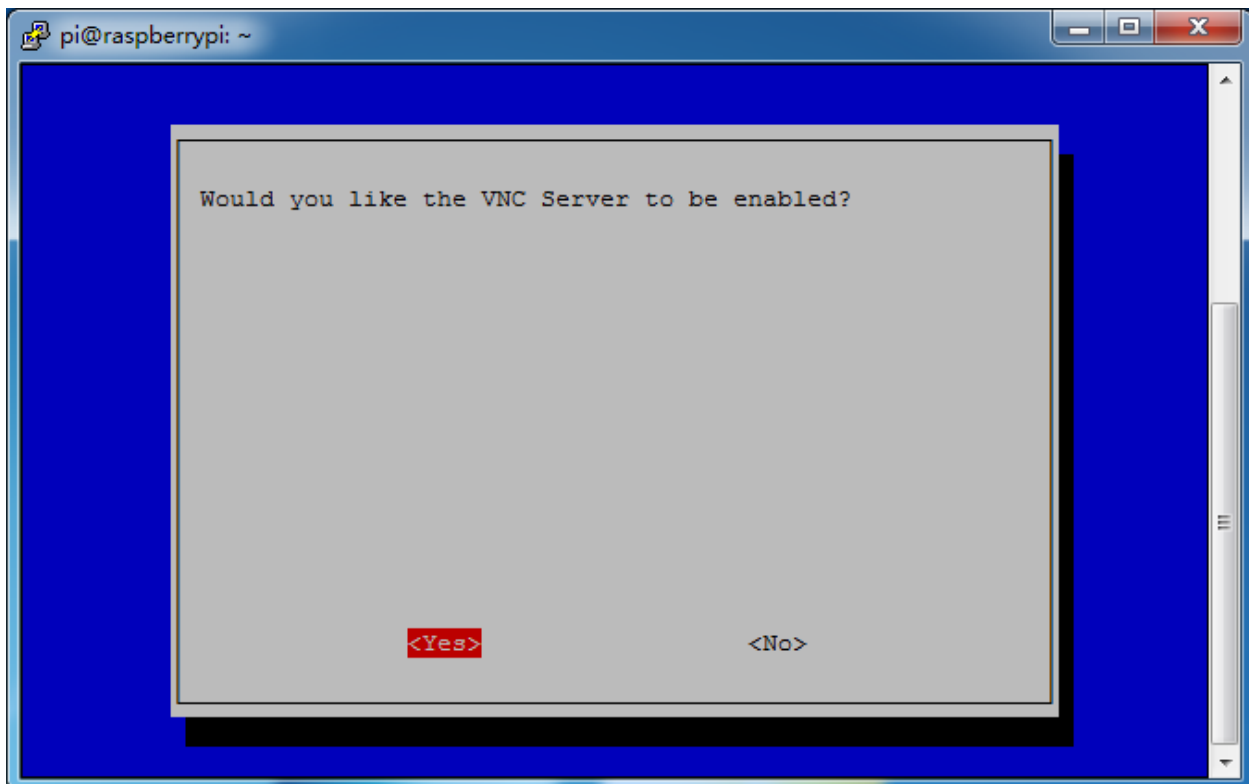 pi@raspberrypi: ~
Would you like the VNC Server to be enabled?
<Yes> <No>